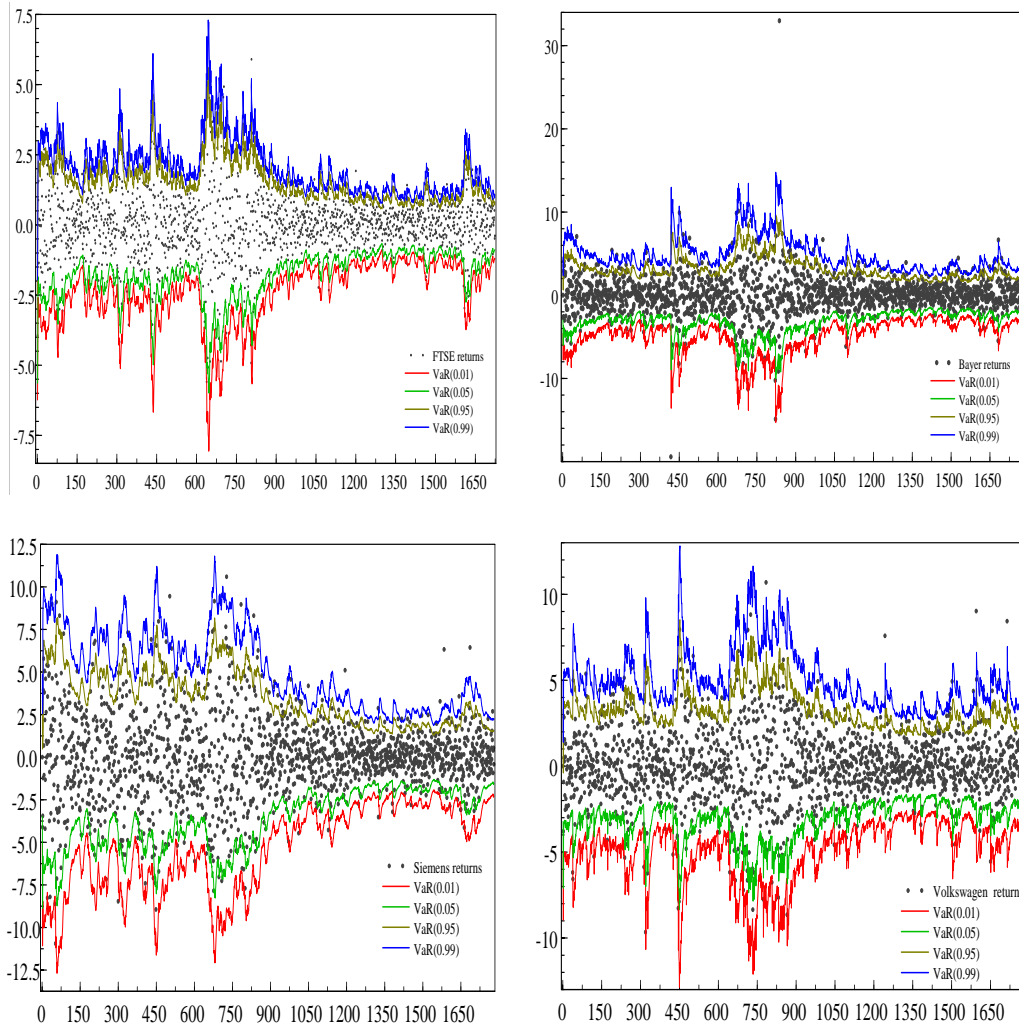 7.5
5.0
2.5
0.0
-2.5
-5.0
-7.5
FTSE returns
VaR(0.01)
VaR(0.05)
VaR(0.95)
VaR(0.99)
0 150 300 450 600 750 900 1050 1200 1350 1500 1650
30
20
10
0
-10
Bayer returns
VaR(0.01)
VaR(0.05)
VaR(0.95)
VaR(0.99)
0 150 300 450 600 750 900 1050 1200 1350 1500 1650
12.5
10.0
7.5
5.0
2.5
0.0
-2.5
-5.0
-7.5
-10.0
-12.5
Siemens returns
VaR(0.01)
VaR(0.05)
VaR(0.95)
VaR(0.99)
0 150 300 450 600 750 900 1050 1200 1350 1500 1650
10
5
0
-5
-10
Volkswagen return
VaR(0.01)
VaR(0.05)
VaR(0.95)
VaR(0.99)
0 150 300 450 600 750 900 1050 1200 1350 1500 1650